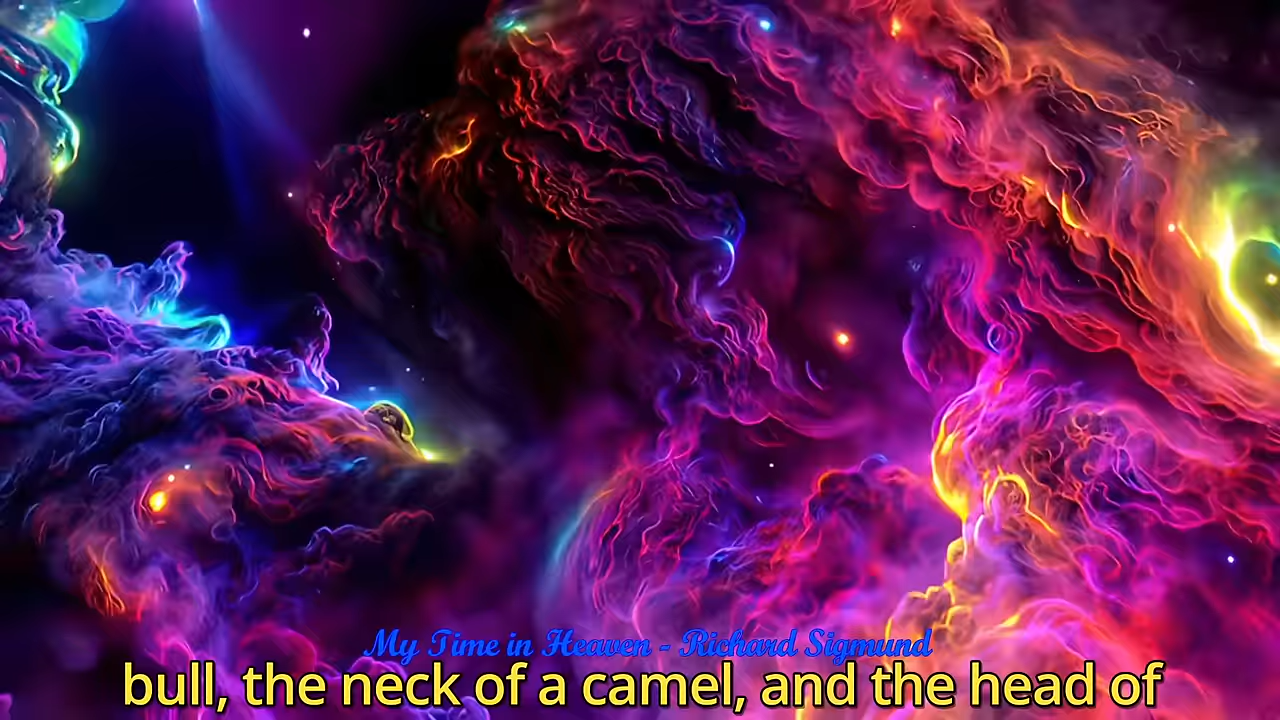 My Time in Heaven - Richard Sigmund
bull, the neck of a camel, and the head of